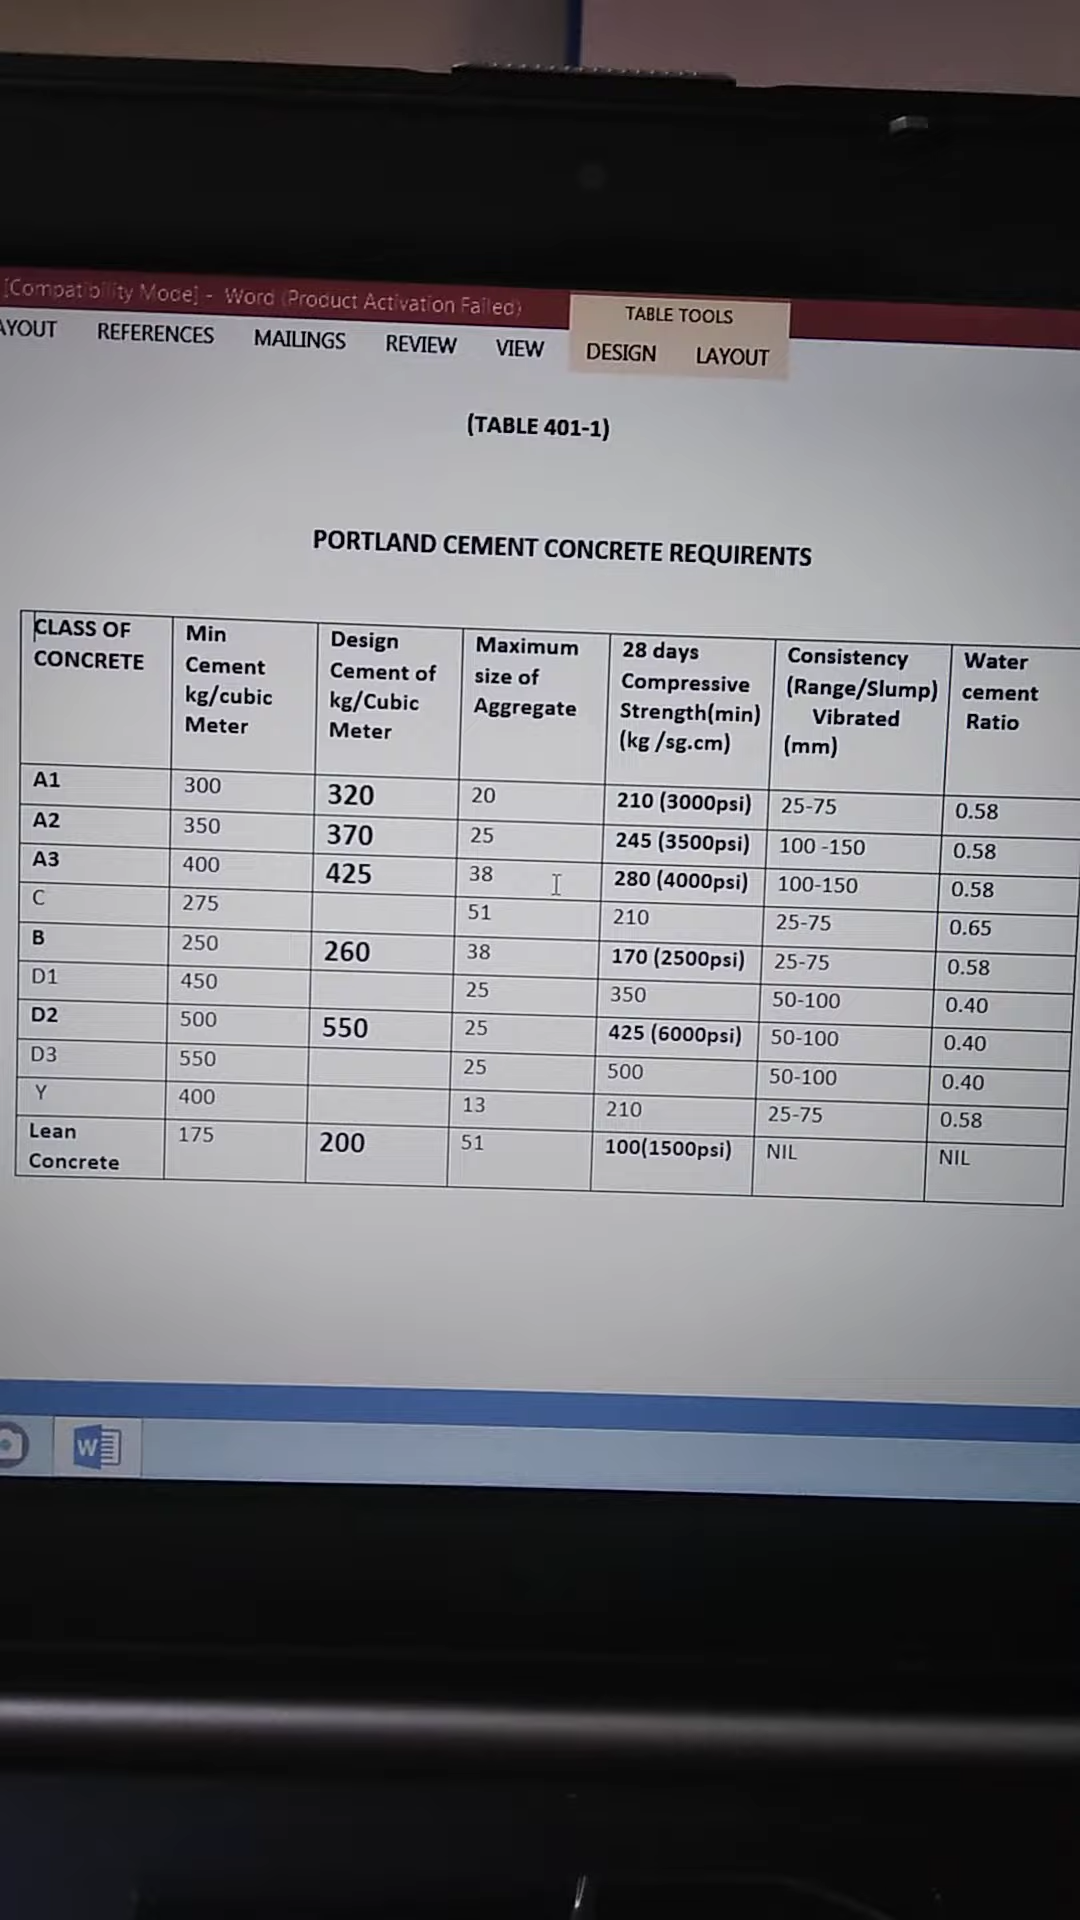 [Compatibility Mode] - Word (Product Activation Failed)
TABLE TOOLS
AYOUT REFERENCES MAILINGS REVIEW VIEW DESIGN LAYOUT
(TABLE 401-1)
PORTLAND CEMENT CONCRETE REQUIRENTS
CLASS OF CONCRETE Min Cement kg/cubic Meter Design Cement of kg/Cubic Meter Maximum size of Aggregate 28 days Compressive Strength(min) (kg /sg.cm) Consistency (Range/Slump) Vibrated (mm) Water cement Ratio
A1 300 320 20 210 (3000psi) 25-75 0.58
A2 350 370 25 245 (3500psi) 100 -150 0.58
A3 400 425 38 280 (4000psi) 100-150 0.58
C 275 51 210 25-75 0.65
B 250 260 38 170 (2500psi) 25-75 0.58
D1 450 25 350 50-100 0.40
D2 500 550 25 425 (6000psi) 50-100 0.40
D3 550 25 500 50-100 0.40
Y 400 13 210 25-75 0.58
Lean Concrete 175 200 51 100(1500psi) NIL NIL
W